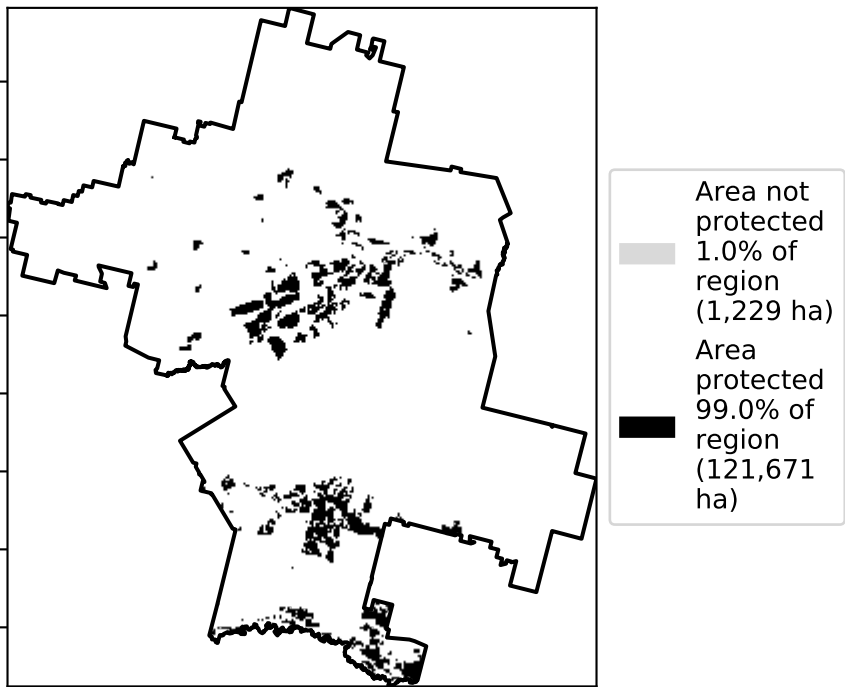 Area not
protected
1.0% of
region
(1,229 ha)
Area
protected
99.0% of
region
(121,671
ha)